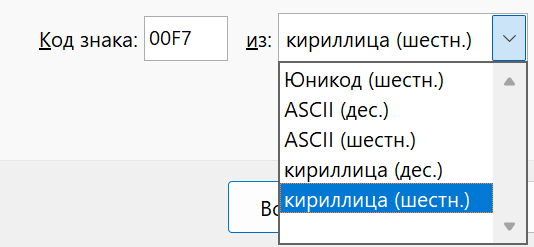 Код знака: 00F7 из: кириллица (шестн.)
Юникод (шестн.)
ASCII (дес.)
ASCII (шестн.)
кириллица (дес.)
кириллица (шестн.)